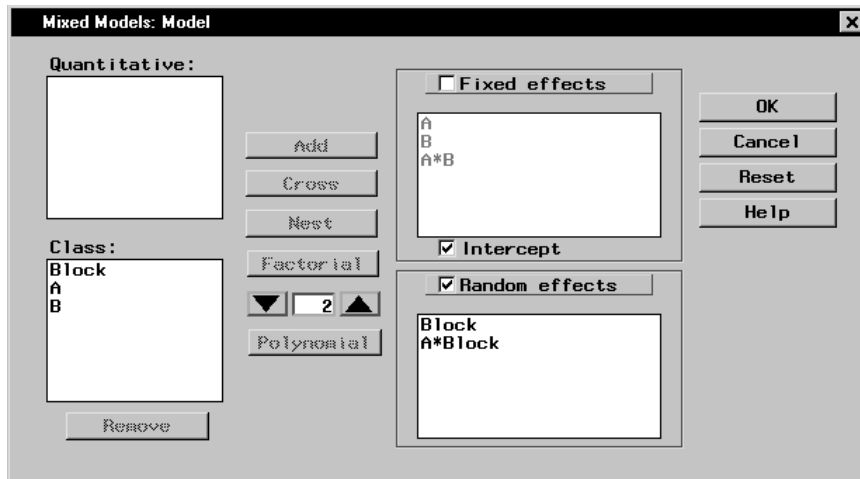 Mixed Models: Model
Quantitative:
Add
Cross
Nest
Factorial
2
Polynomial
Class:
Block
A
B
Remove
Fixed effects
A
B
A*B
Intercept
Random effects
Block
A*Block
OK
Cancel
Reset
Help